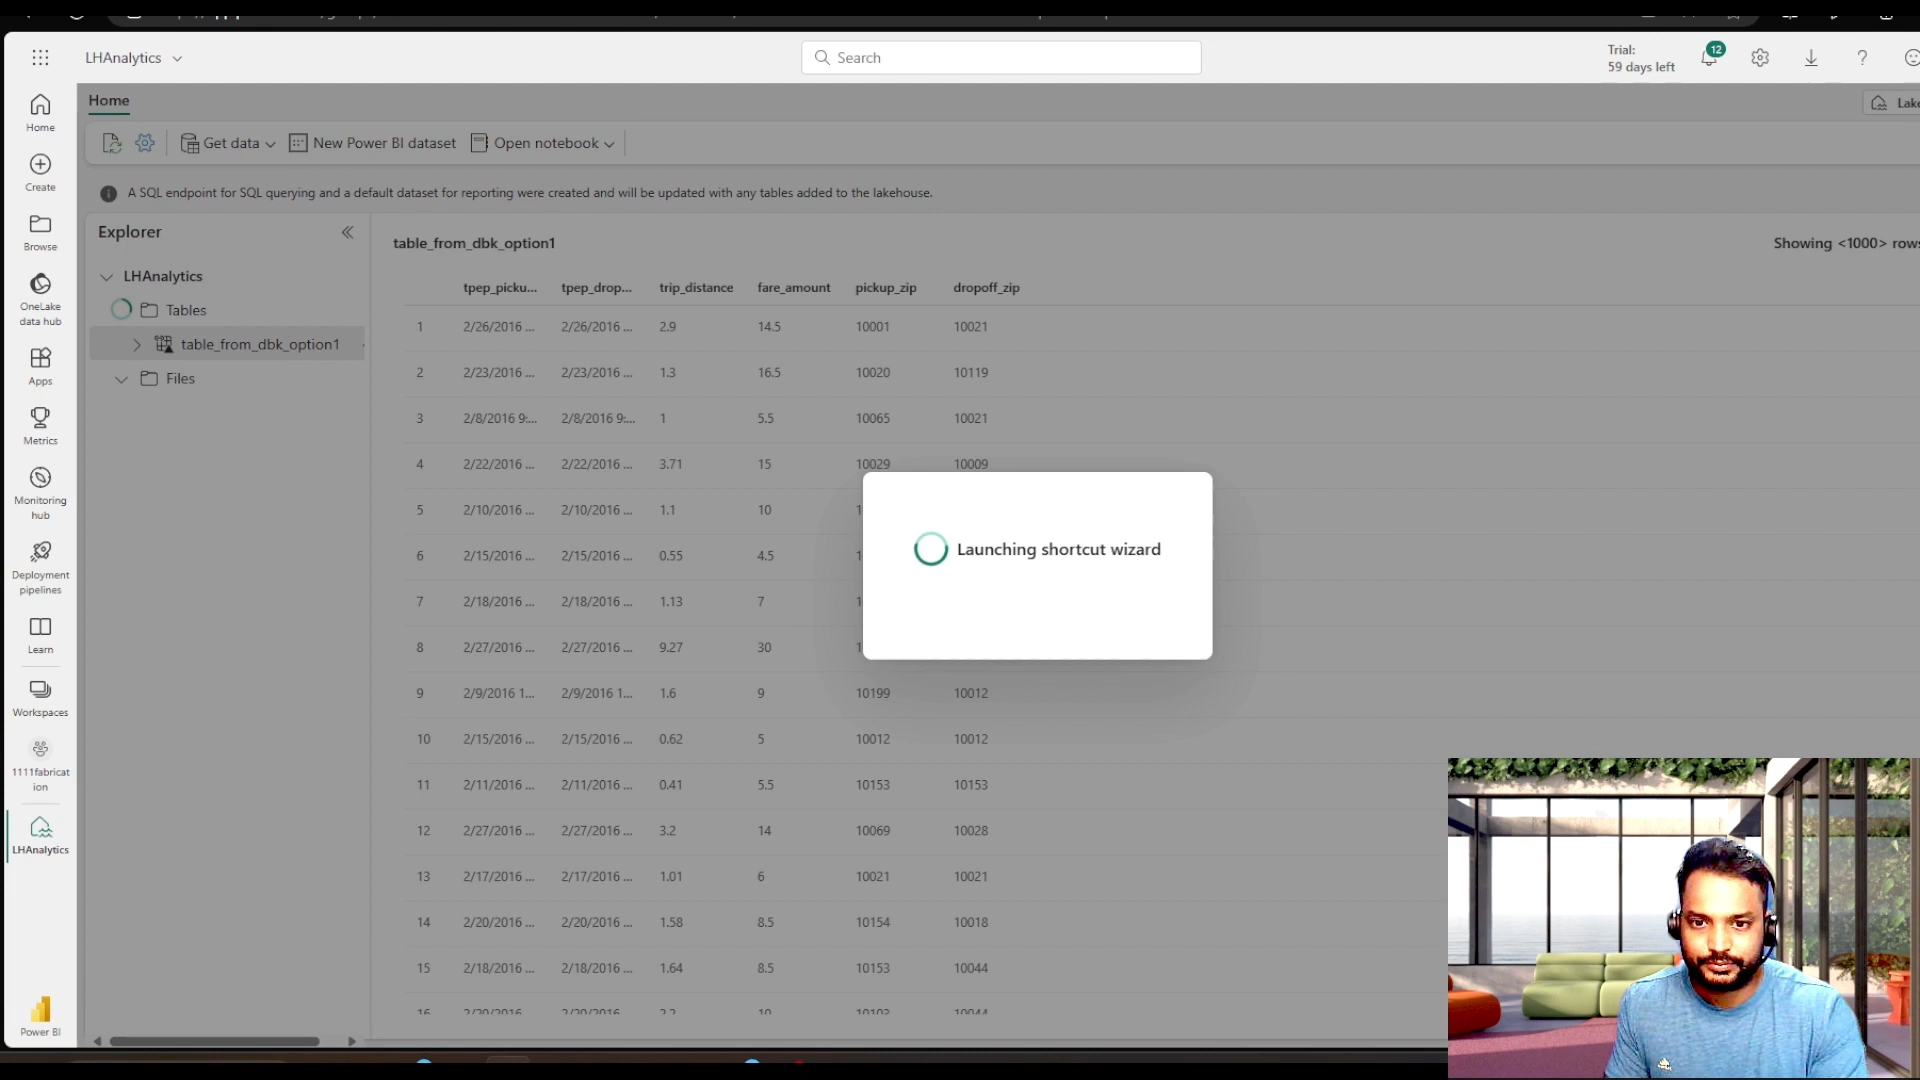 LHAnalytics
Search
Trial:
59 days left
12
Home
Create
Browse
OneLake
data hub
Apps
Metrics
Monitoring
hub
Deployment
pipelines
Learn
Workspaces
1111fabricat
ion
LHAnalytics
Power BI
Home
Lake
Get data
New Power BI dataset
Open notebook
A SQL endpoint for SQL querying and a default dataset for reporting were created and will be updated with any tables added to the lakehouse.
Explorer
LHAnalytics
Tables
table_from_dbk_option1
Files
table_from_dbk_option1
Showing <1000> rows
tpep_picku... tpep_drop... trip_distance fare_amount pickup_zip dropoff_zip
1 2/26/2016 ... 2/26/2016 ... 2.9 14.5 10001 10021
2 2/23/2016 ... 2/23/2016 ... 1.3 16.5 10020 10119
3 2/8/2016 9:... 2/8/2016 9:... 1 5.5 10065 10021
4 2/22/2016 ... 2/22/2016 ... 3.71 15 10029 10009
5 2/10/2016 ... 2/10/2016 ... 1.1 10
6 2/15/2016 ... 2/15/2016 ... 0.55 4.5
7 2/18/2016 ... 2/18/2016 ... 1.13 7
8 2/27/2016 ... 2/27/2016 ... 9.27 30
9 2/9/2016 1... 2/9/2016 1... 1.6 9 10199 10012
10 2/15/2016 ... 2/15/2016 ... 0.62 5 10012 10012
11 2/11/2016 ... 2/11/2016 ... 0.41 5.5 10153 10153
12 2/27/2016 ... 2/27/2016 ... 3.2 14 10069 10028
13 2/17/2016 ... 2/17/2016 ... 1.01 6 10021 10021
14 2/20/2016 ... 2/20/2016 ... 1.58 8.5 10154 10018
15 2/18/2016 ... 2/18/2016 ... 1.64 8.5 10153 10044
Launching shortcut wizard